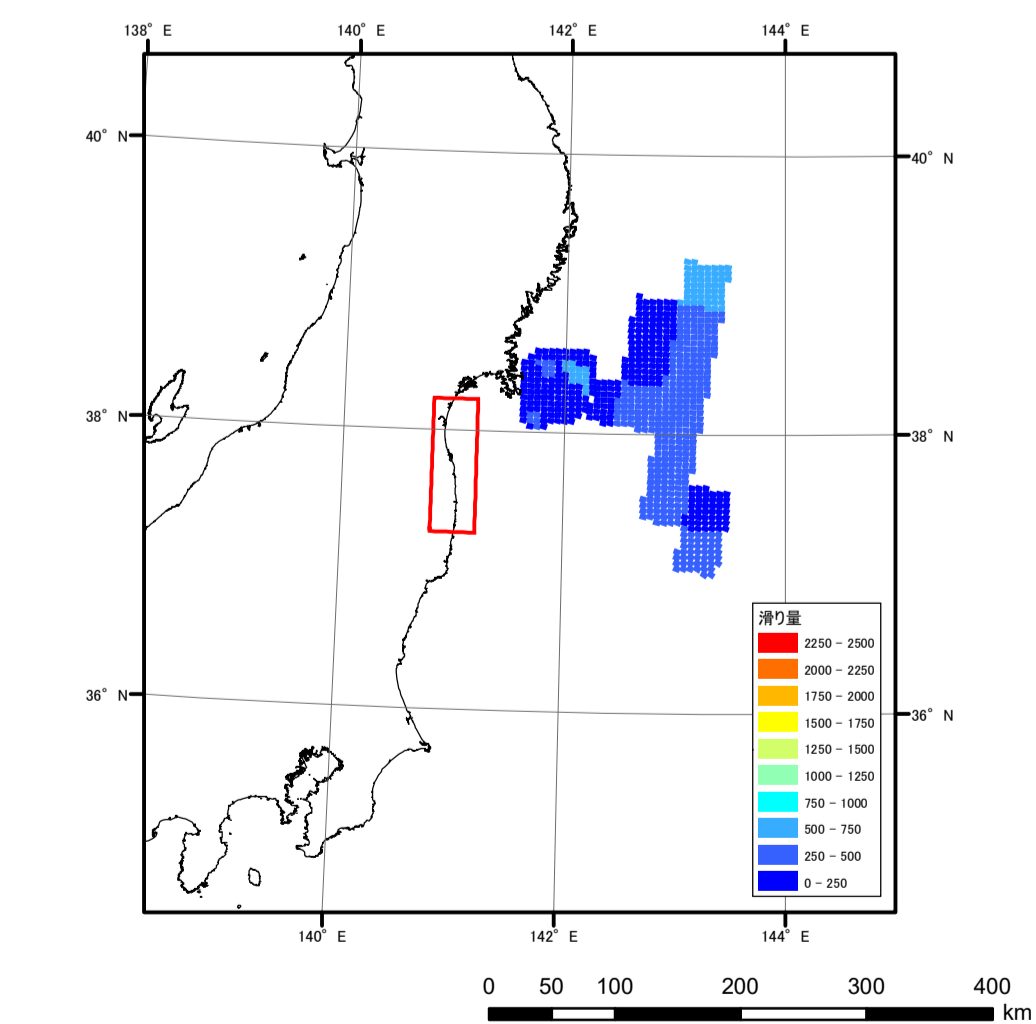 138° E
140° E
142° E
144° E
40° N
40° N
38° N
38° N
36° N
36° N
滑り量
2250 - 2500
2000 - 2250
1750 - 2000
1500 - 1750
1250 - 1500
1000 - 1250
750 - 1000
500 - 750
250 - 500
0 - 250
140° E
142° E
144° E
0 50 100 200 300 400
km